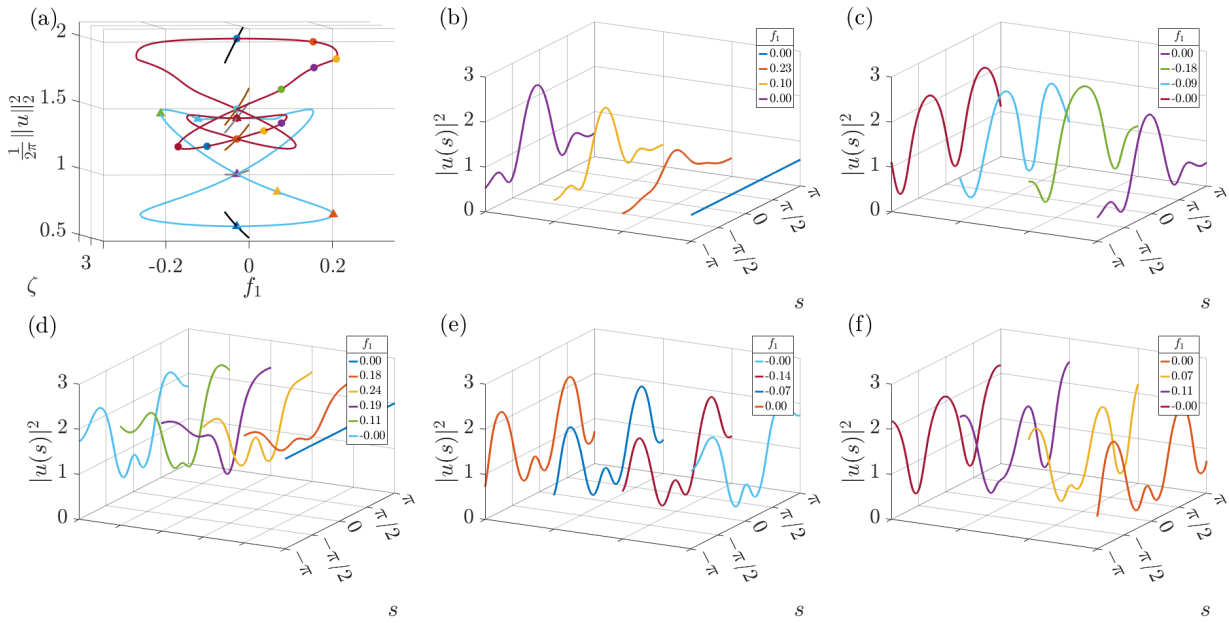 (a)
2
1.5
1
0.5
1/2π ||u||₂²
3
-0.2
0
0.2
ζ
f₁
(b)
f₁
0.00
0.23
0.10
0.00
3
2
1
0
|u(s)|²
−π
−π/2
0
π/2
π
s
(c)
f₁
0.00
-0.18
-0.09
-0.00
3
2
1
0
|u(s)|²
−π
−π/2
0
π/2
π
s
(d)
f₁
0.00
0.18
0.24
0.19
0.11
-0.00
3
2
1
0
|u(s)|²
−π
−π/2
0
π/2
π
s
(e)
f₁
-0.00
-0.14
-0.07
0.00
3
2
1
0
|u(s)|²
−π
−π/2
0
π/2
π
s
(f)
f₁
0.00
0.07
0.11
-0.00
3
2
1
0
|u(s)|²
−π
−π/2
0
π/2
π
s